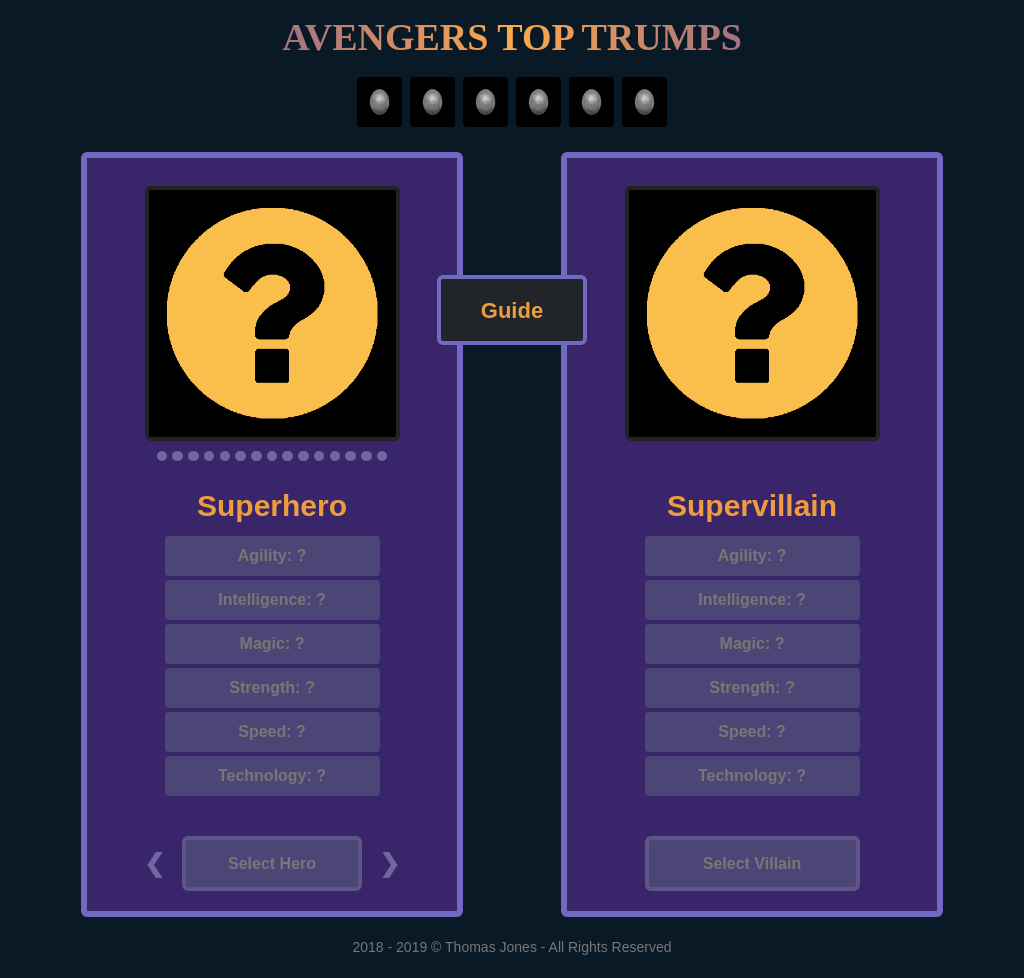 AVENGERS TOP TRUMPS
Guide
Superhero
Agility: ?
Intelligence: ?
Magic: ?
Strength: ?
Speed: ?
Technology: ?
❮ Select Hero ❯
Supervillain
Agility: ?
Intelligence: ?
Magic: ?
Strength: ?
Speed: ?
Technology: ?
Select Villain
2018 - 2019 © Thomas Jones - All Rights Reserved